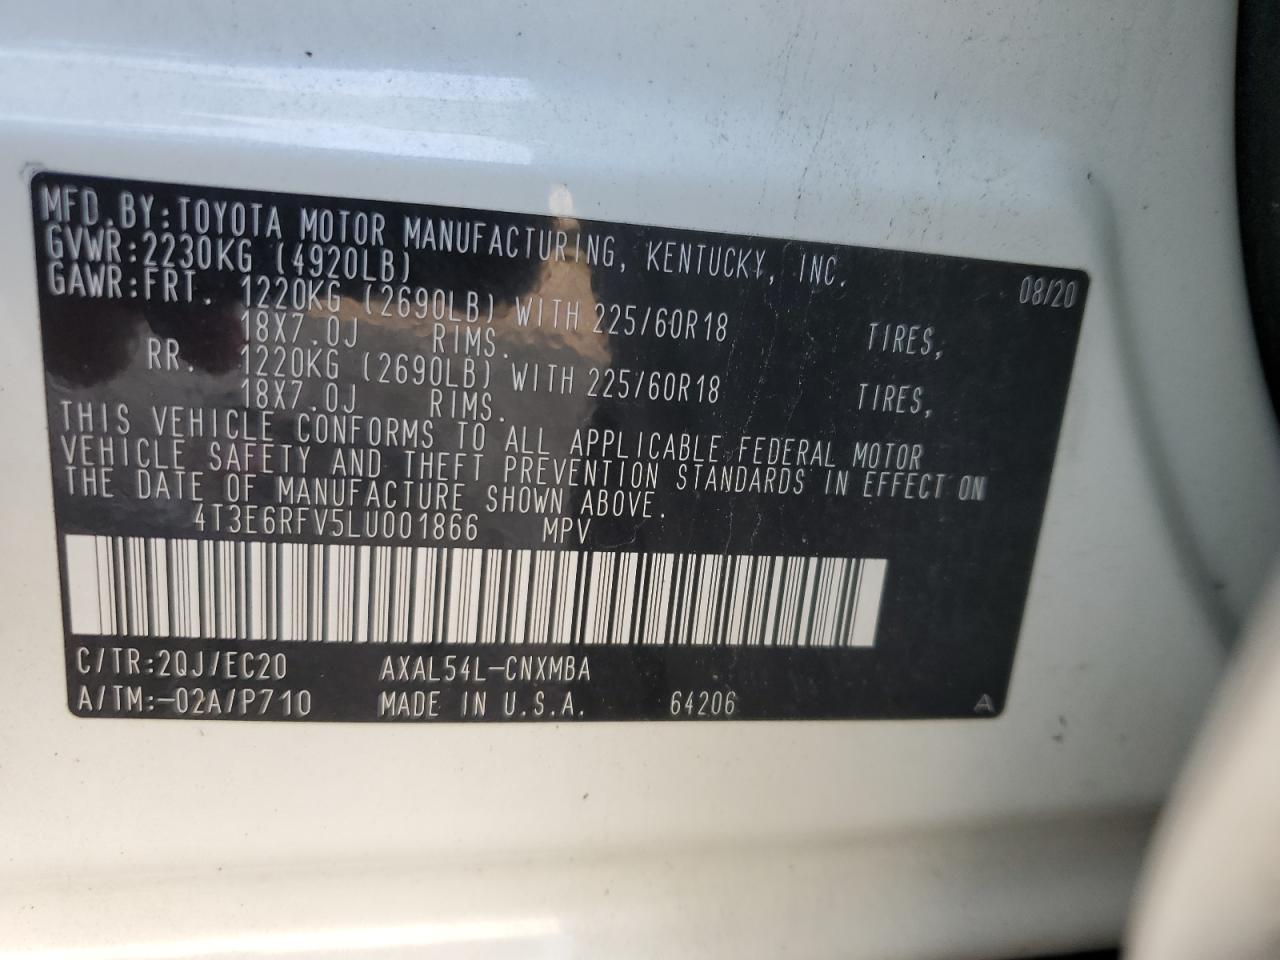 MFD.BY:TOYOTA MOTOR MANUFACTURING, KENTUCKY, INC. 08/20
GVWR:2230KG (4920LB)
GAWR:FRT. 1220KG (2690LB) WITH 225/60R18 TIRES,
18X7.0J RIMS.
RR. 1220KG (2690LB) WITH 225/60R18 TIRES,
18X7.0J RIMS.
THIS VEHICLE CONFORMS TO ALL APPLICABLE FEDERAL MOTOR
VEHICLE SAFETY AND THEFT PREVENTION STANDARDS IN EFFECT ON
THE DATE OF MANUFACTURE SHOWN ABOVE.
4T3E6RFV5LU001866 MPV
C/TR:2QJ/EC20 AXAL54L-CNXMBA
A/TM:-02A/P710 MADE IN U.S.A. 64206 A